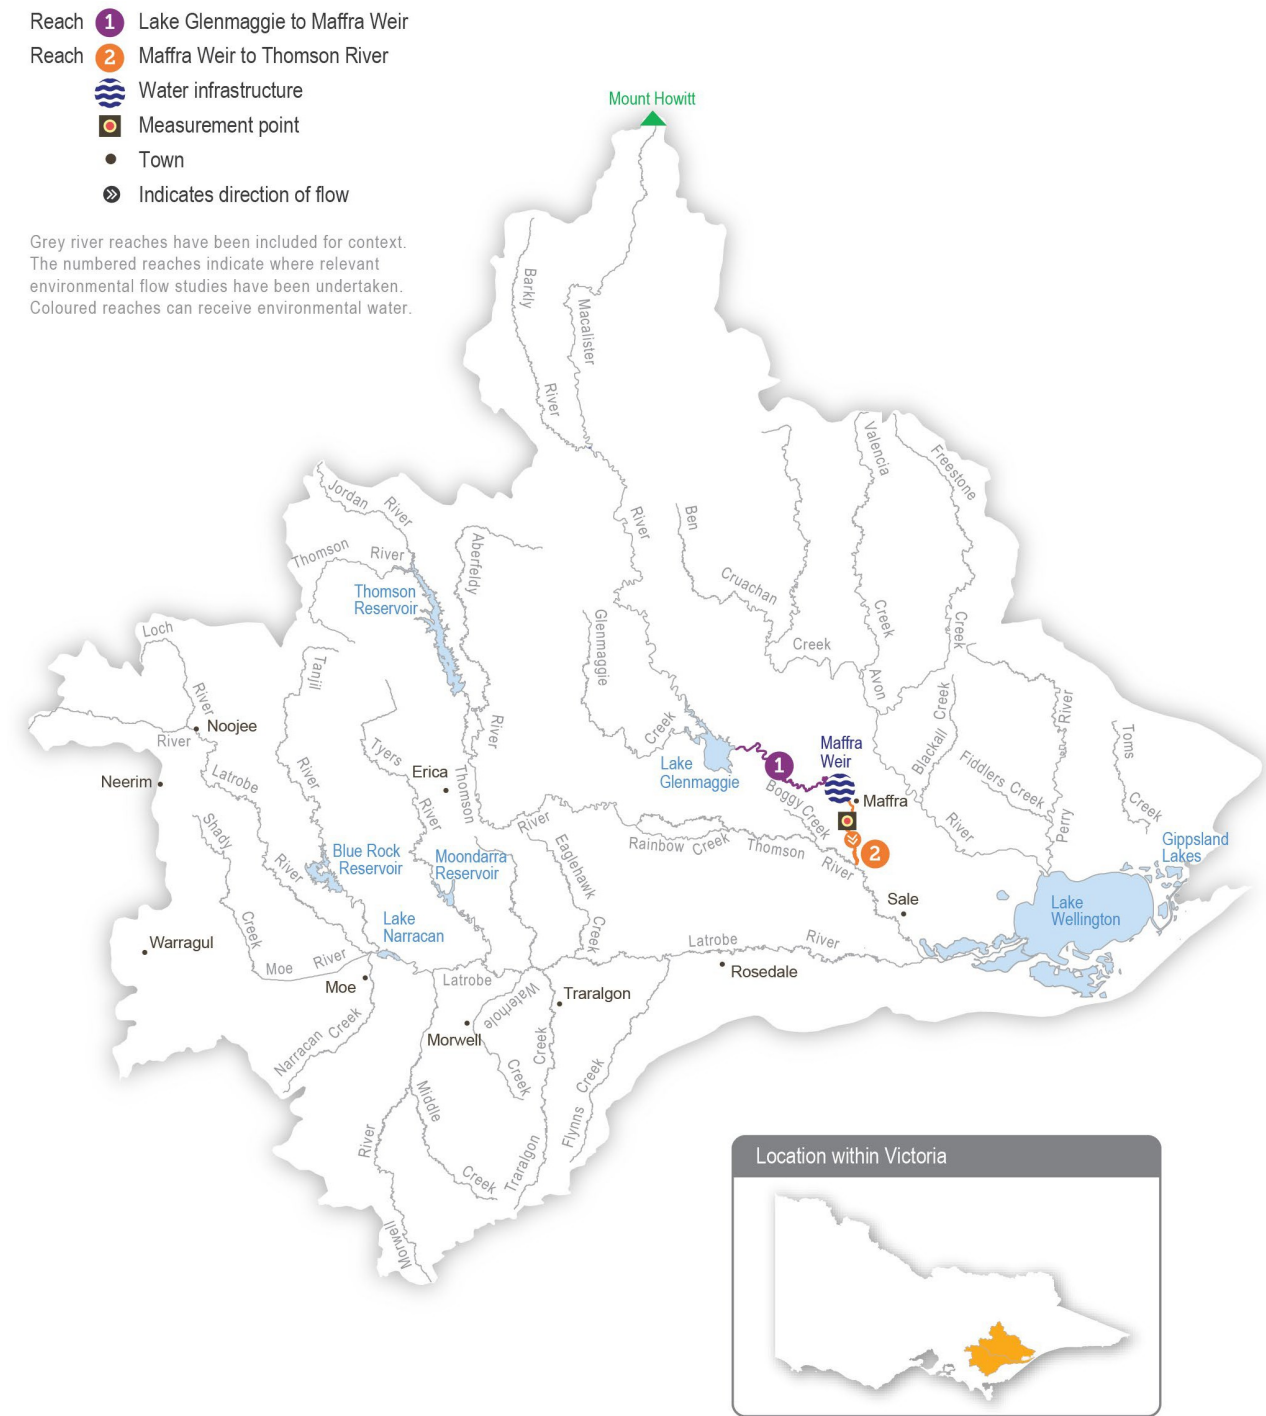 Reach 1 Lake Glenmaggie to Maffra Weir
Reach 2 Maffra Weir to Thomson River
Water infrastructure
Measurement point
Town
Indicates direction of flow
Grey river reaches have been included for context.
The numbered reaches indicate where relevant
environmental flow studies have been undertaken.
Coloured reaches can receive environmental water.
Mount Howitt
Barkly
River
Macalister
River
Valencia
Creek
Freestone
Creek
Jordan
River
Thomson
River
Thomson
Reservoir
Aberfeldy
River
Ben
Cruachan
Creek
Glenmaggie
Creek
Loch
River
Tanjil
River
Noojee
River
Neerim
Latrobe
River
Tyers
River
Erica
Thomson
River
Lake
Glenmaggie
1
Maffra
Weir
Maffra
2
Boggy Creek
Avon
River
Blackall Creek
Fiddlers Creek
Perry
River
Toms
Creek
Gippsland
Lakes
Shady
Creek
Blue Rock
Reservoir
Moondarra
Reservoir
Eaglehawk
Creek
Rainbow Creek
Thomson
River
Sale
Lake
Wellington
Lake
Narracan
Warragul
Moe River
Moe
Latrobe
Latrobe
River
Rosedale
Traralgon
Morwell
Waterhole
Creek
Narracan Creek
Middle
Creek
Traralgon
Creek
Flynns
Creek
River
Morwell
Location within Victoria